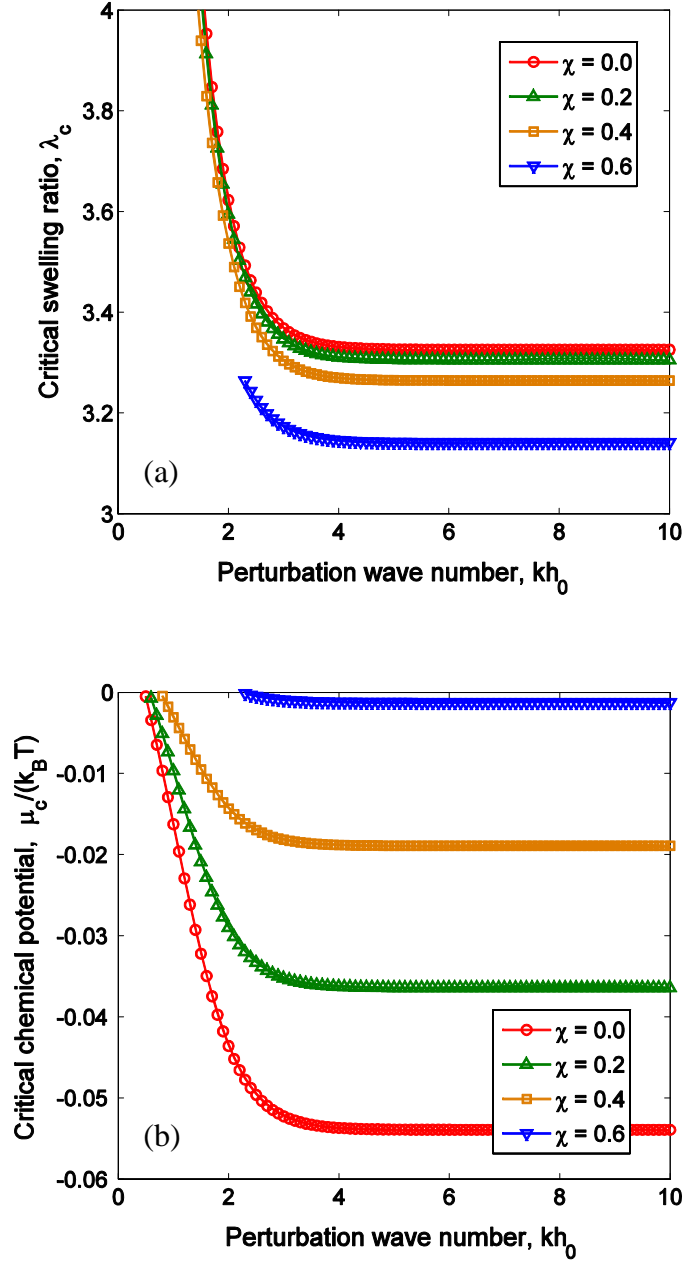 4
3.8
3.6
3.4
3.2
3
Critical swelling ratio, λc
χ = 0.0
χ = 0.2
χ = 0.4
χ = 0.6
(a)
0 2 4 6 8 10
Perturbation wave number, kh0
0
-0.01
-0.02
-0.03
-0.04
-0.05
-0.06
Critical chemical potential, μc/(kBT)
χ = 0.0
χ = 0.2
χ = 0.4
χ = 0.6
(b)
0 2 4 6 8 10
Perturbation wave number, kh0